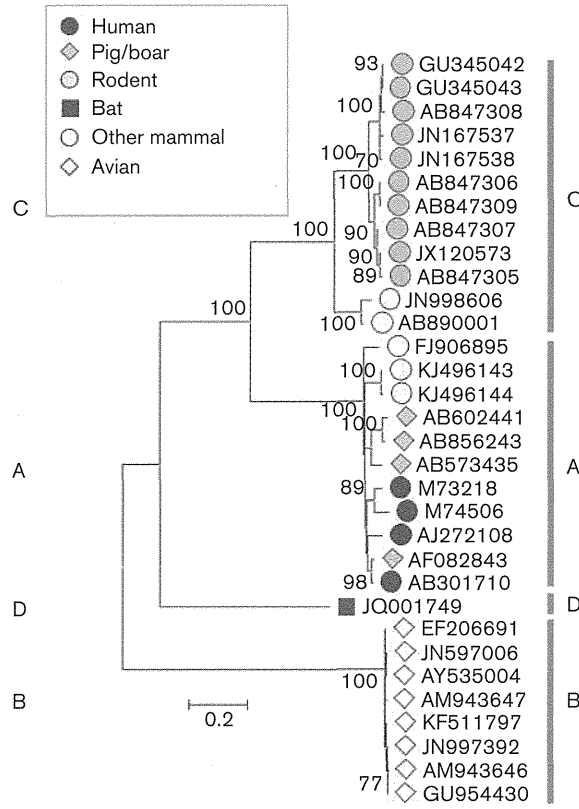 Human
Pig/boar
Rodent
Bat
Other mammal
Avian
93 GU345042
GU345043
100 AB847308
JN167537
100 70 JN167538
100 AB847306
AB847309
C
90 AB847307
C
100
90 JX120573
89 AB847305
JN998606
100
100 AB890001
FJ906895
100 KJ496143
KJ496144
100
100 AB602441
AB856243
A
AB573435
A
89 M73218
M74506
AJ272108
AF082843
98 AB301710
D
JQ001749
D
EF206691
JN597006
100 AY535004
B
AM943647
B
0.2
KF511797
JN997392
AM943646
77 GU954430